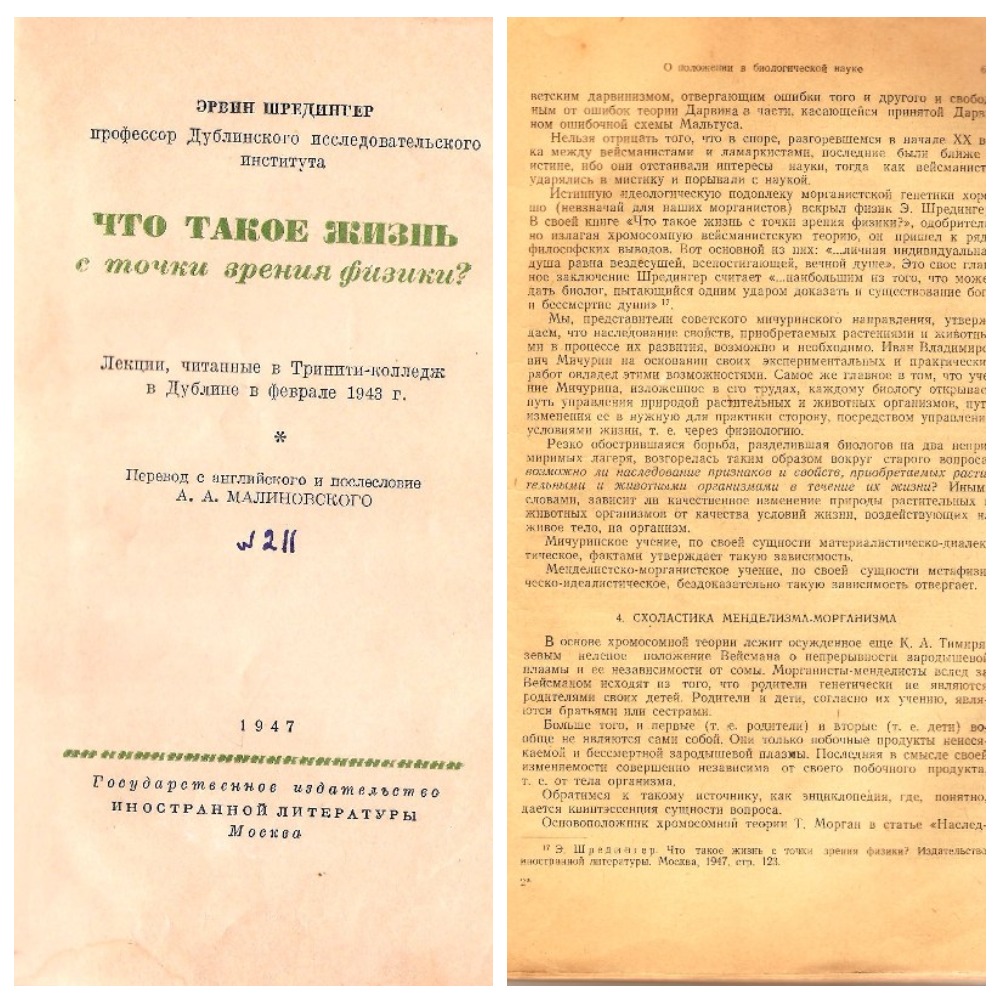 ЭРВИН ШРЕДИНГЕР
профессор Дублинского исследовательского
института
ЧТО ТАКОЕ ЖИЗНЬ
с точки зрения физики?
Лекции, читанные в Тринити-колледж
в Дублине в феврале 1943 г.
*
Перевод с английского и послесловие
А. А. МАЛИНОВСКОГО
№211
1947
Государственное издательство
ИНОСТРАННОЙ ЛИТЕРАТУРЫ
Москва
О положении в биологической науке
ветским дарвинизмом, отвергающим ошибки того и другого и свобод
ным от ошибок теории Дарвина в части, касающейся принятой Дарви
ном ошибочной схемы Мальтуса.
Нельзя отрицать того, что в споре, разгоревшемся в начале XX в
ка между вейсманистами и ламаркистами, последние были ближе
истине, ибо они отстаивали интересы науки, тогда как вейсманист
ударялись в мистику и порывали с наукой.
Истинную идеологическую подоплеку морганистской генетики хоро
шо (невзначай для наших морганистов) вскрыл физик Э. Шрединге
В своей книге «Что такое жизнь с точки зрения физики?», одобрител
но излагая хромосомную вейсманистскую теорию, он пришел к ряд
философских выводов. Вот основной из них: «...личная индивидуальна
душа равна вездесущей, всепостигающей, вечной душе». Это свое глав
ное заключение Шредингер считает «...наибольшим из того, что може
дать биолог, пытающийся одним ударом доказать и существование бог
и бессмертие души» 17.
Мы, представители советского мичуринского направления, утверж
даем, что наследование свойств, приобретаемых растениями и животны
ми в процессе их развития, возможно и необходимо. Иван Владимиро
вич Мичурин на основании своих экспериментальных и практически
работ овладел этими возможностями. Самое же главное в том, что уче
ние Мичурина, изложенное в его трудах, каждому биологу открывае
путь управления природой растительных и животных организмов, пут
изменения ее в нужную для практики сторону, посредством управлени
условиями жизни, т. е. через физиологию.
Резко обострившаяся борьба, разделившая биологов на два непри
миримых лагеря, возгорелась таким образом вокруг старого вопроса
возможно ли наследование признаков и свойств, приобретаемых расти
тельными и животными организмами в течение их жизни? Иным
словами, зависит ли качественное изменение природы растительных
животных организмов от качества условий жизни, воздействующих н
живое тело, на организм.
Мичуринское учение, по своей сущности материалистическо-диалек
тическое, фактами утверждает такую зависимость.
Менделистско-морганистское учение, по своей сущности метафизи
ческо-идеалистическое, бездоказательно такую зависимость отвергает.
4. СХОЛАСТИКА МЕНДЕЛИЗМА-МОРГАНИЗМА
В основе хромосомной теории лежит осужденное еще К. А. Тимиря
зевым нелепое положение Вейсмана о непрерывности зародышевой
плазмы и ее независимости от сомы. Морганисты-менделисты вслед за
Вейсманом исходят из того, что родители генетически не являются
родителями своих детей. Родители и дети, согласно их учению, явля-
ются братьями или сестрами.
Больше того, и первые (т. е. родители) и вторые (т. е. дети) во-
обще не являются сами собой. Они только побочные продукты неисся-
каемой и бессмертной зародышевой плазмы. Последняя в смысле своей
изменяемости совершенно независима от своего побочного продукта,
т. е. от тела организма.
Обратимся к такому источнику, как энциклопедия, где, понятно,
дается квинтэссенция сущности вопроса.
Основоположник хромосомной теории Т. Морган в статье «Наслед-
17 Э. Шредингер. Что такое жизнь с точки зрения физики? Издательство
иностранной литературы. Москва, 1947, стр. 123.
2*